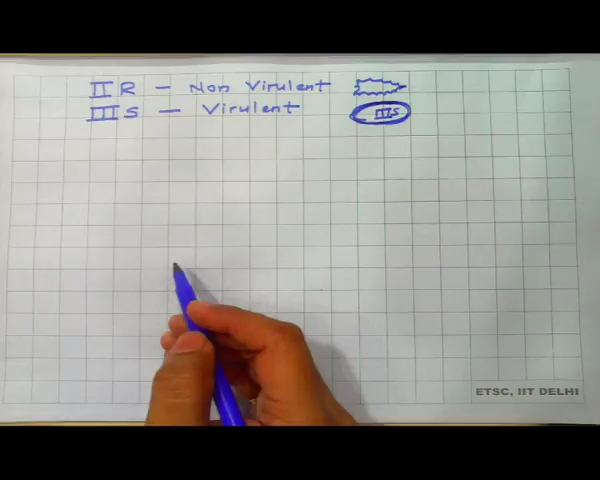 II R - Non Virulent
III S - Virulent IIIS
ETSC, IIT DELHI